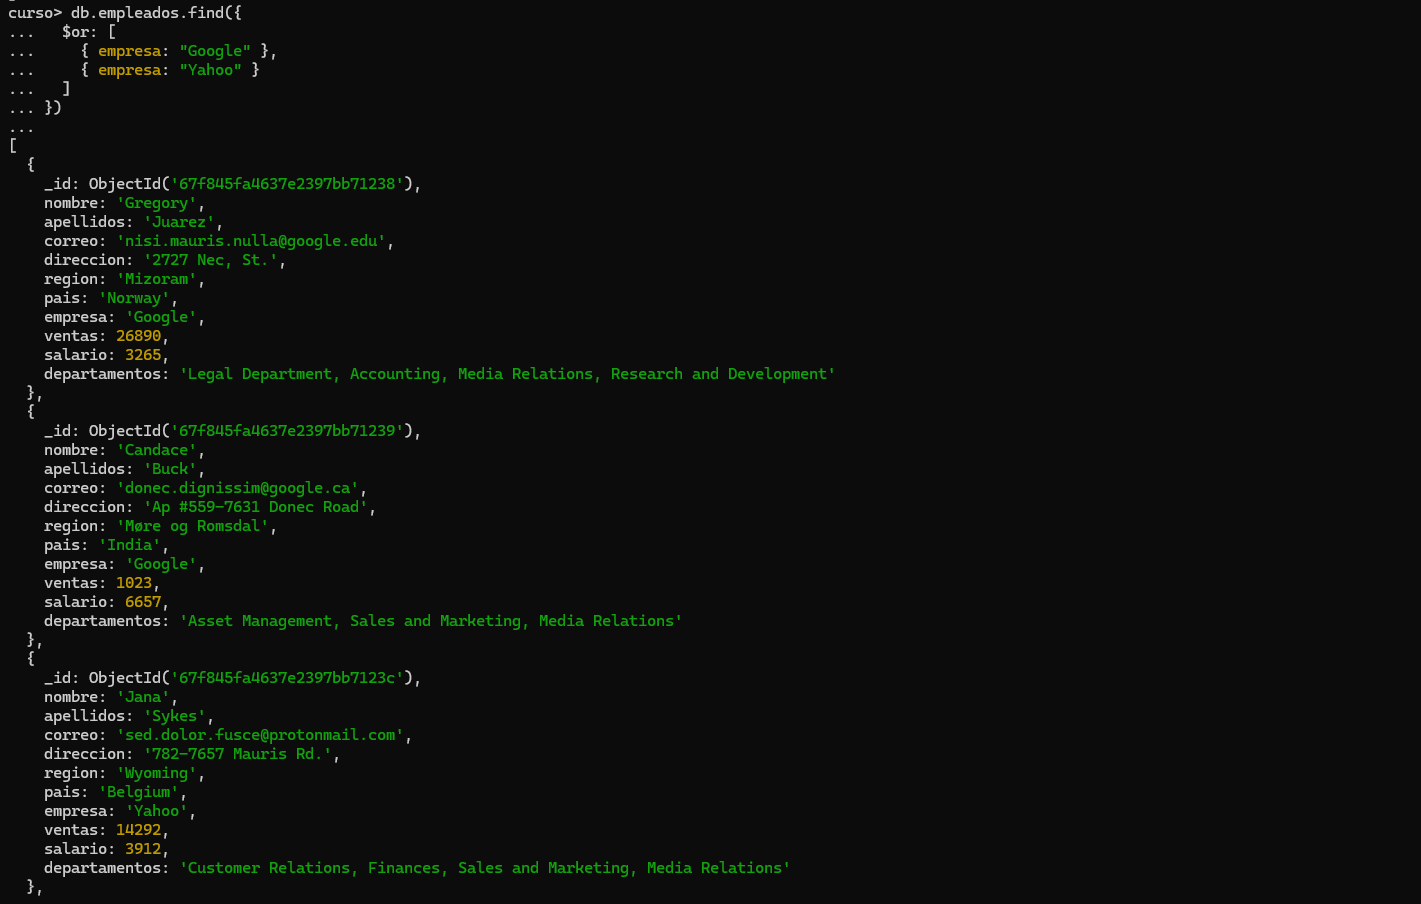 curso> db.empleados.find({
...   $or: [
...     { empresa: "Google" },
...     { empresa: "Yahoo" }
...   ]
... })
...
[
  {
    _id: ObjectId('67f845fa4637e2397bb71238'),
    nombre: 'Gregory',
    apellidos: 'Juarez',
    correo: 'nisi.mauris.nulla@google.edu',
    direccion: '2727 Nec, St.',
    region: 'Mizoram',
    pais: 'Norway',
    empresa: 'Google',
    ventas: 26890,
    salario: 3265,
    departamentos: 'Legal Department, Accounting, Media Relations, Research and Development'
  },
  {
    _id: ObjectId('67f845fa4637e2397bb71239'),
    nombre: 'Candace',
    apellidos: 'Buck',
    correo: 'donec.dignissim@google.ca',
    direccion: 'Ap #559-7631 Donec Road',
    region: 'Møre og Romsdal',
    pais: 'India',
    empresa: 'Google',
    ventas: 1023,
    salario: 6657,
    departamentos: 'Asset Management, Sales and Marketing, Media Relations'
  },
  {
    _id: ObjectId('67f845fa4637e2397bb7123c'),
    nombre: 'Jana',
    apellidos: 'Sykes',
    correo: 'sed.dolor.fusce@protonmail.com',
    direccion: '782-7657 Mauris Rd.',
    region: 'Wyoming',
    pais: 'Belgium',
    empresa: 'Yahoo',
    ventas: 14292,
    salario: 3912,
    departamentos: 'Customer Relations, Finances, Sales and Marketing, Media Relations'
  },